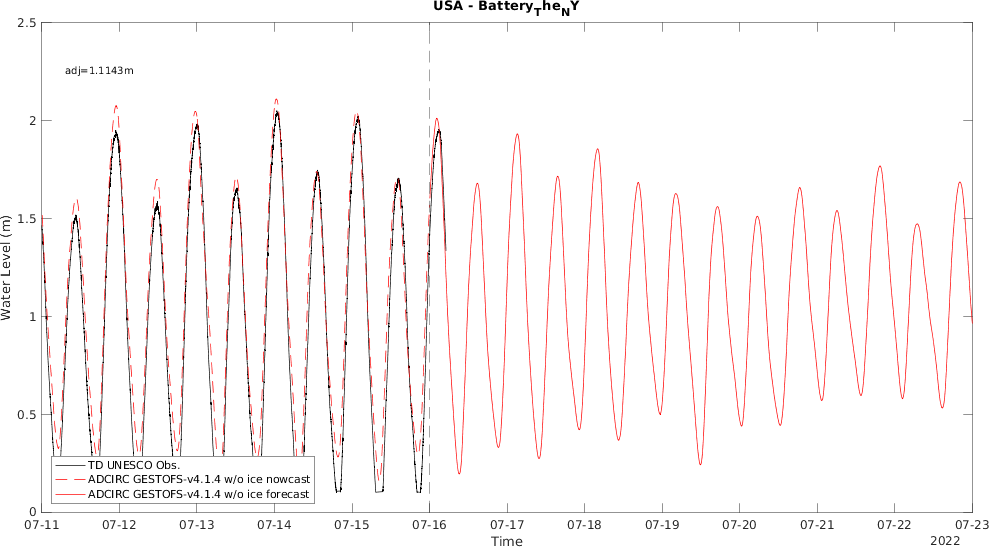 USA - BatteryTheNY
adj=1.1143m
Water Level (m)
2.5
2
1.5
1
0.5
0
TD UNESCO Obs.
ADCIRC GESTOFS-v4.1.4 w/o ice nowcast
ADCIRC GESTOFS-v4.1.4 w/o ice forecast
07-11 07-12 07-13 07-14 07-15 07-16 07-17 07-18 07-19 07-20 07-21 07-22 07-23
Time
2022